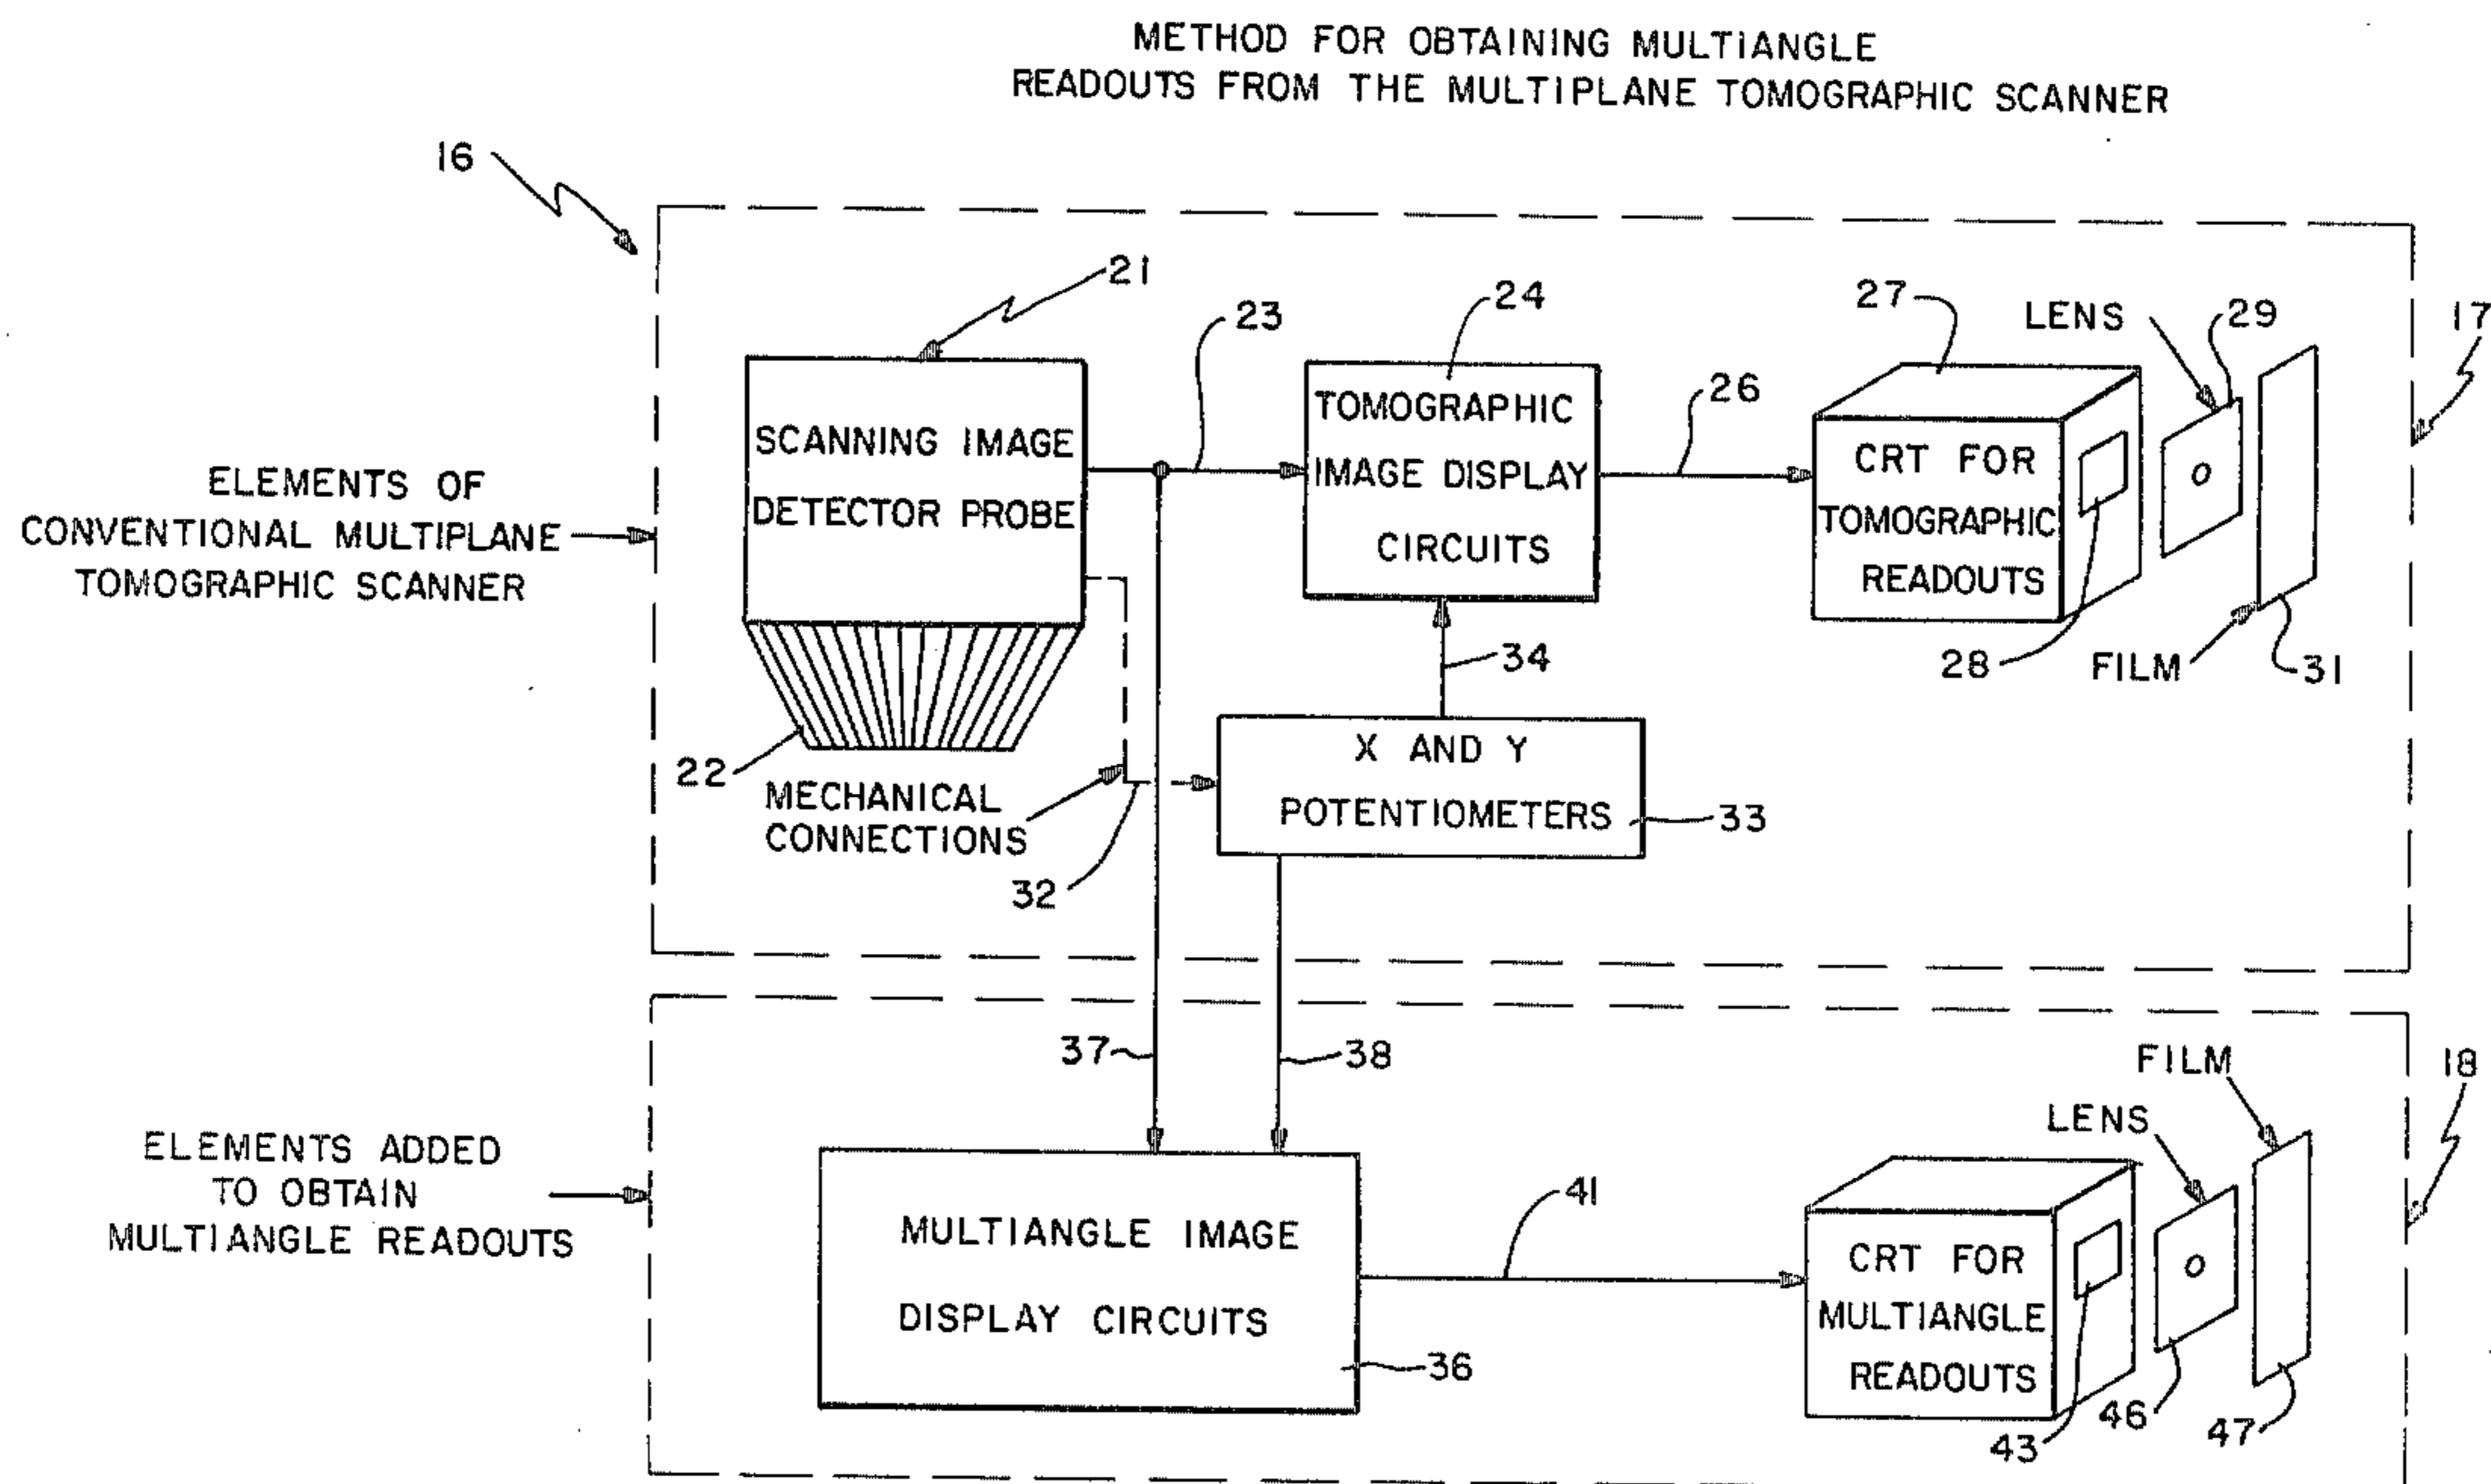 METHOD FOR OBTAINING MULTIANGLE
READOUTS FROM THE MULTIPLANE TOMOGRAPHIC SCANNER
16
21
23
24
26
27
LENS
29
17
SCANNING IMAGE
DETECTOR PROBE
TOMOGRAPHIC
IMAGE DISPLAY
CIRCUITS
CRT FOR
TOMOGRAPHIC
READOUTS
ELEMENTS OF
CONVENTIONAL MULTIPLANE
TOMOGRAPHIC SCANNER
28
FILM
31
34
22
MECHANICAL
CONNECTIONS
32
X AND Y
POTENTIOMETERS
33
37
38
FILM
18
LENS
ELEMENTS ADDED
TO OBTAIN
MULTIANGLE READOUTS
MULTIANGLE IMAGE
DISPLAY CIRCUITS
36
41
CRT FOR
MULTIANGLE
READOUTS
43
46
47